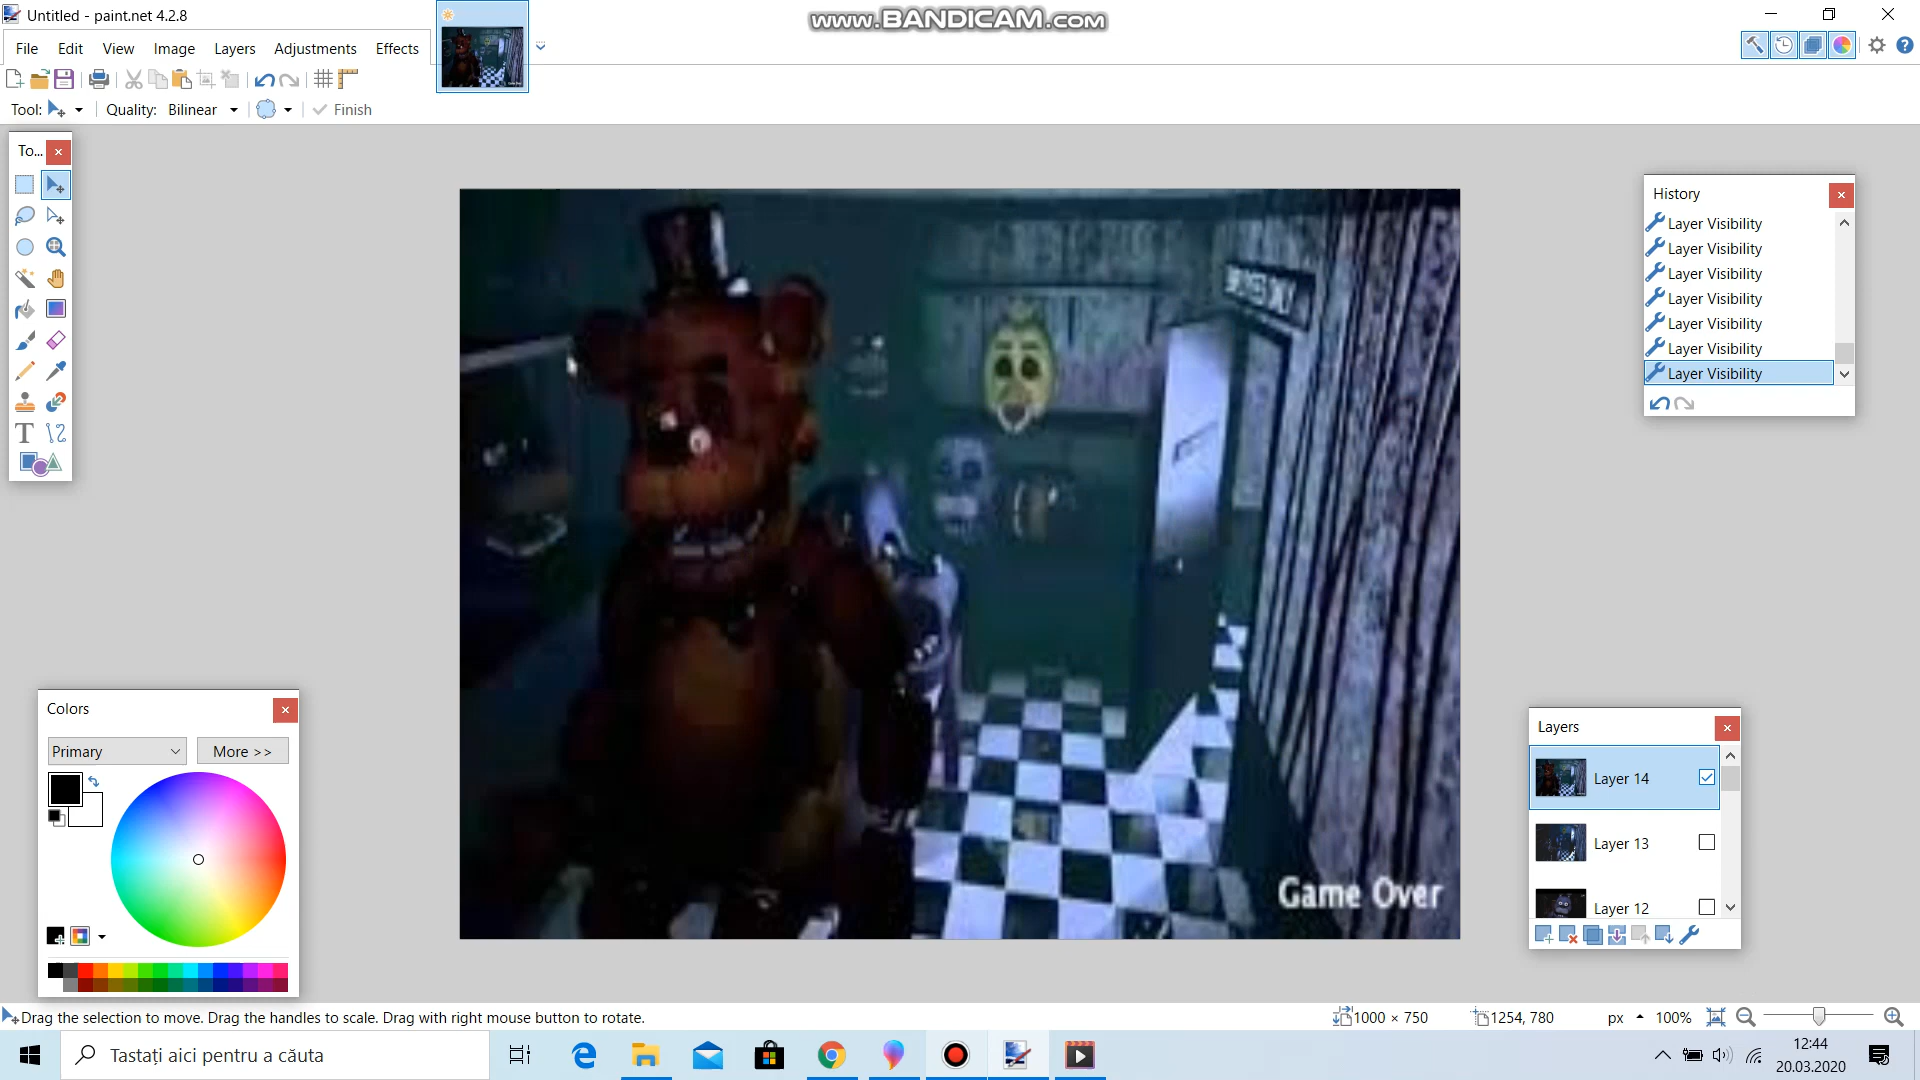 Untitled - paint.net 4.2.8
www.BANDICAM.com
File Edit View Image Layers Adjustments Effects
Tool: Quality: Bilinear Finish
To...
History
Layer Visibility
Layer Visibility
Layer Visibility
Layer Visibility
Layer Visibility
Layer Visibility
Layer Visibility
Game Over
Colors
Primary More >>
Layers
Layer 14
Layer 13
Layer 12
Drag the selection to move. Drag the handles to scale. Drag with right mouse button to rotate.
1000 × 750 1254, 780 px 100%
Tastați aici pentru a căuta
12:44
20.03.2020